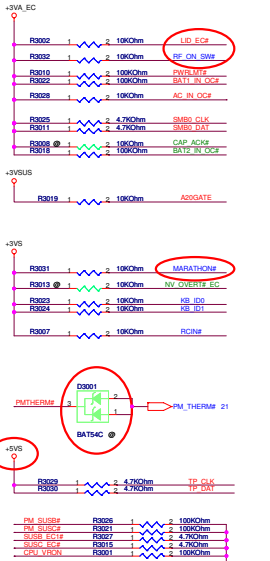 +3VA_EC
R3002 1 2 10KOhm LID_EC#
R3032 1 2 10KOhm RF_ON_SW#
R3010 1 2 100KOhm PWRLMT#
R3022 1 2 10KOhm BAT1_IN_OC#
R3028 1 2 10KOhm AC_IN_OC#
R3025 1 2 4.7KOhm SMB0_CLK
R3011 1 2 4.7KOhm SMB0_DAT
R3008 @ 1 2 10KOhm CAP_ACK#
R3018 1 2 100KOhm BAT2_IN_OC#
+3VSUS
R3019 1 2 10KOhm A20GATE
+3VS
R3031 1 2 10KOhm MARATHON#
R3013 @ 1 2 10KOhm NV_OVERT#_EC
R3023 1 2 10KOhm KB_ID0
R3024 1 2 10KOhm KB_ID1
R3007 1 2 10KOhm RCIN#
D3001
PMTHERM# 3 2 1 PM_THERM# 21
BAT54C @
+5VS
R3029 1 2 4.7KOhm TP_CLK
R3030 1 2 4.7KOhm TP_DAT
PM_SUSB# R3026 1 2 100KOhm
PM_SUSC# R3021 1 2 100KOhm
SUSB_EC1# R3027 1 2 4.7KOhm
SUSC_EC# R3015 1 2 4.7KOhm
CPU_VRON R3001 1 2 100KOhm